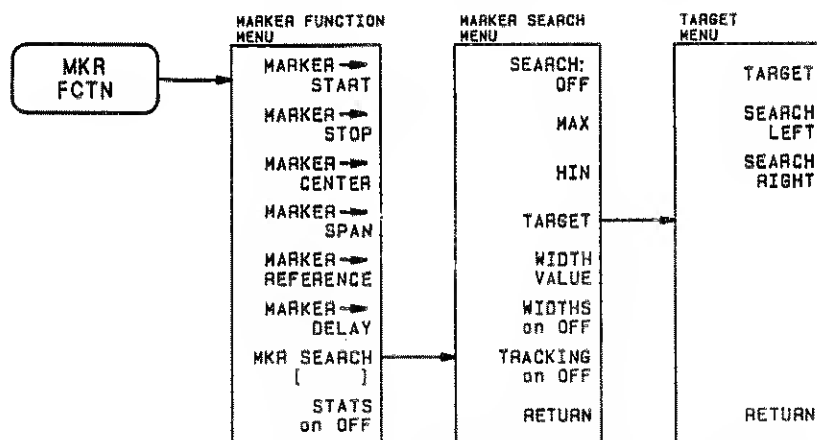 MKR
FCTN
MARKER FUNCTION
MENU
MARKER →
START
MARKER →
STOP
MARKER →
CENTER
MARKER →
SPAN
MARKER →
REFERENCE
MARKER →
DELAY
MKR SEARCH
[ ]
STATS
on OFF
MARKER SEARCH
MENU
SEARCH:
OFF
MAX
MIN
TARGET
WIDTH
VALUE
WIDTHS
on OFF
TRACKING
on OFF
RETURN
TARGET
MENU
TARGET
SEARCH
LEFT
SEARCH
RIGHT
RETURN